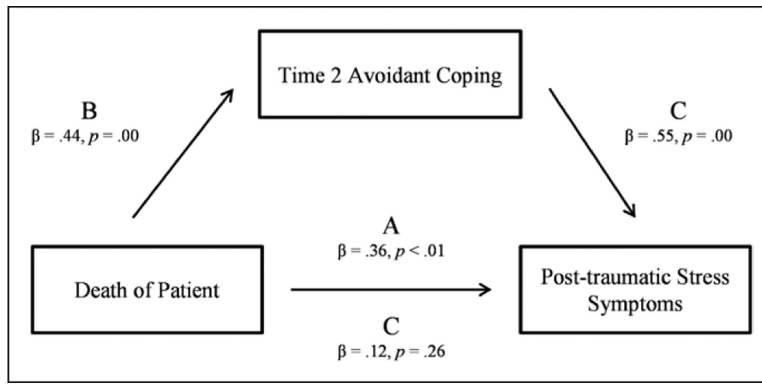 Time 2 Avoidant Coping
B
β = .44, p = .00
C
β = .55, p = .00
A
β = .36, p < .01
Death of Patient
Post-traumatic Stress
Symptoms
C
β = .12, p = .26